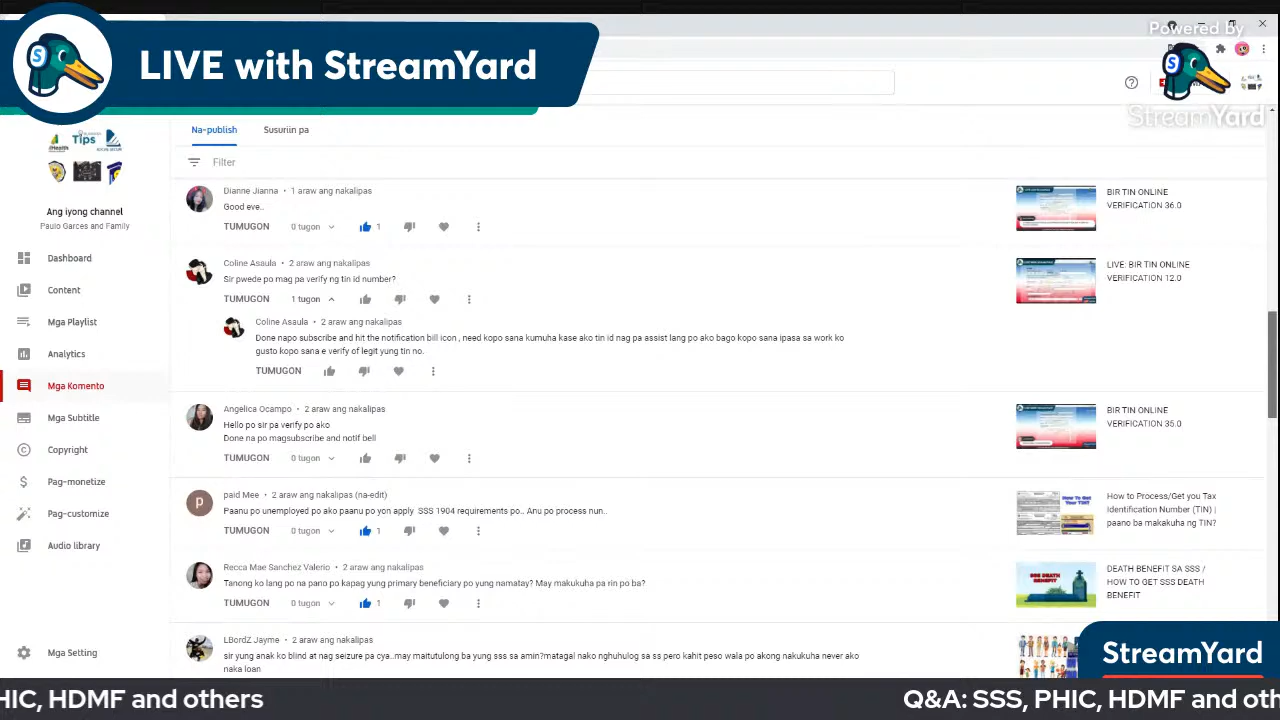 LIVE with StreamYard
Powered by
StreamYard
Tips
Ang iyong channel
Paulo Garces and Family
Dashboard
Content
Mga Playlist
Analytics
Mga Komento
Mga Subtitle
Copyright
Pag-monetize
Pag-customize
Audio library
Mga Setting
Na-publish
Susuriin pa
Filter
Dianne Jianna • 1 araw ang nakalipas
Good eve..
TUMUGON 0 tugon 1
BIR TIN ONLINE
VERIFICATION 36.0
Coline Asaula • 2 araw ang nakalipas
Sir pwede po mag pa verify ng tin id number?
TUMUGON 1 tugon
LIVE: BIR TIN ONLINE
VERIFICATION 12.0
Coline Asaula • 2 araw ang nakalipas
Done napo subscribe and hit the notification bill icon , need kopo sana kumuha kase ako tin id nag pa assist lang po ako bago kopo sana ipasa sa work ko
gusto kopo sana e verify of legit yung tin no.
TUMUGON
Angelica Ocampo • 2 araw ang nakalipas
Hello po sir pa verify po ako
Done na po magsubscribe and notif bell
TUMUGON 0 tugon
BIR TIN ONLINE
VERIFICATION 35.0
p
paid Mee • 2 araw ang nakalipas (na-edit)
Paanu po unemployed pa at kukuha plang n apply SSS 1904 requirements po.. Anu po process nun.
TUMUGON 0 tugon
How To Get
Your TIN?
How to Process/Get you Tax
Identification Number (TIN) |
paano ba makakuha ng TIN?
Recca Mae Sanchez Valerio • 2 araw ang nakalipas
Tanong ko lang po na pano po kapag yung primary beneficiary po yung namatay? May makukuha pa rin po ba?
TUMUGON 0 tugon 1
SSS DEATH
BENEFIT
DEATH BENEFIT SA SSS /
HOW TO GET SSS DEATH
BENEFIT
LBordZ Jayme • 2 araw ang nakalipas
sir yung anak ko blind at nag seizure pa cya..may maitutulong ba yung sss sa amin?matagal nako nghuhulog sa ss pero kahit peso wala po akong nakukuha never ako
naka loan
StreamYard
HIC, HDMF and others
Q&A: SSS, PHIC, HDMF and oth